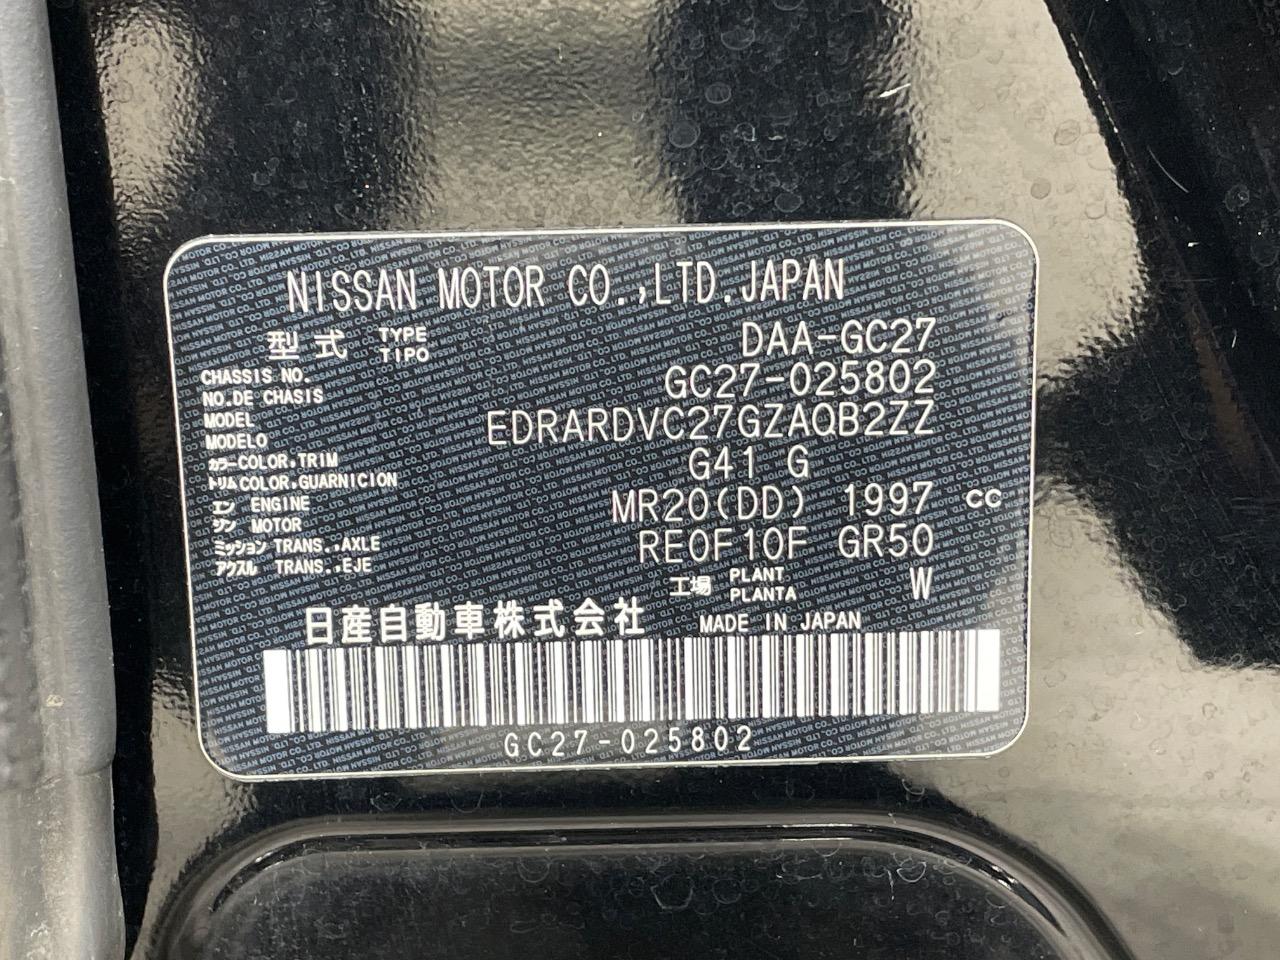 NISSAN MOTOR CO.,LTD.JAPAN
型式 TYPE TIPO DAA-GC27
CHASSIS NO. NO.DE CHASIS GC27-025802
MODEL MODELO EDRARDVC27GZAQB2ZZ
カラー COLOR,TRIM トリム COLOR,GUARNICION G41 G
エン ジン ENGINE MOTOR MR20(DD) 1997 CC
ミッション TRANS.,AXLE アクスル TRANS.,EJE RE0F10F GR50
工場 PLANT PLANTA W
日産自動車株式会社 MADE IN JAPAN
GC27-025802